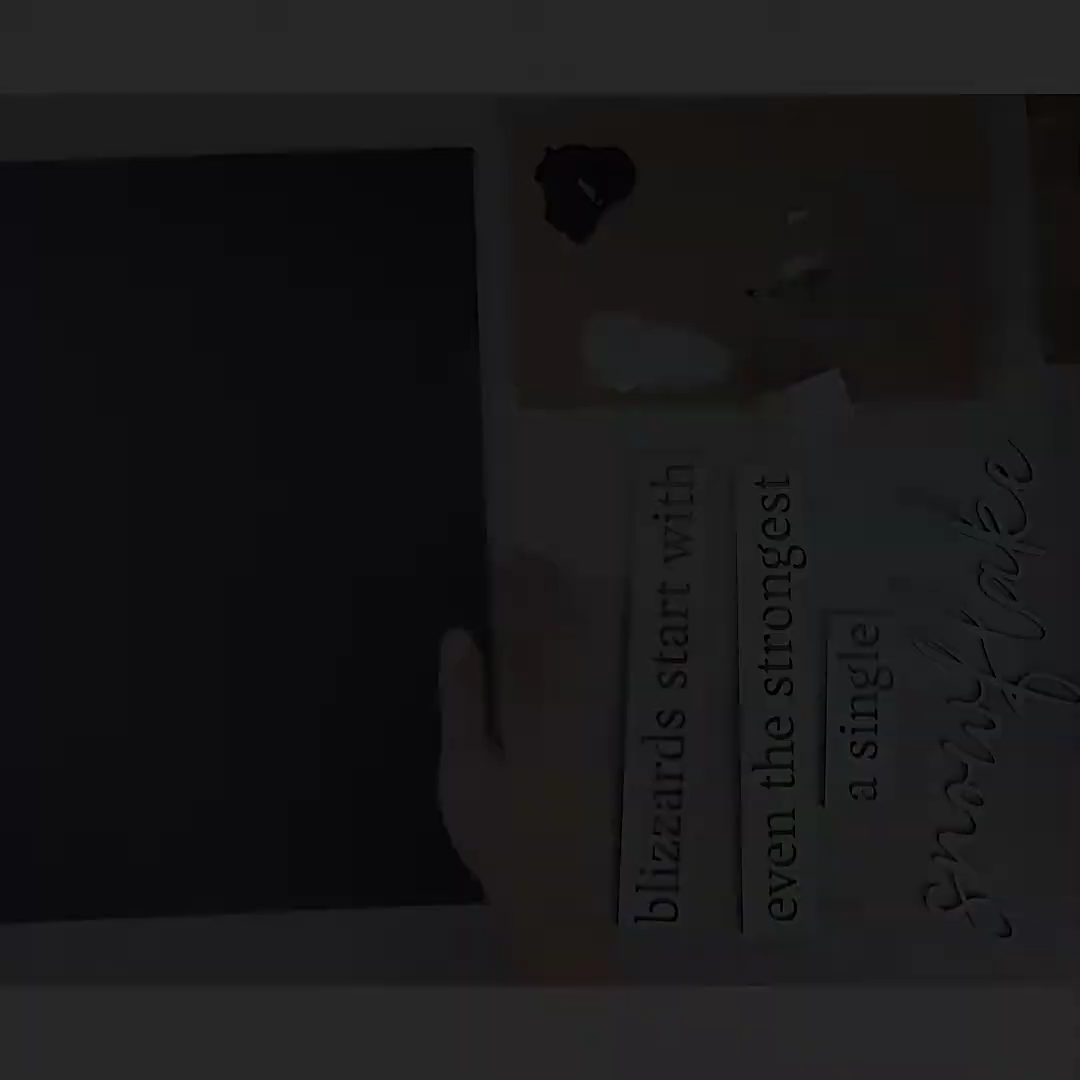 blizzards start with
even the strongest
a single
snowflake